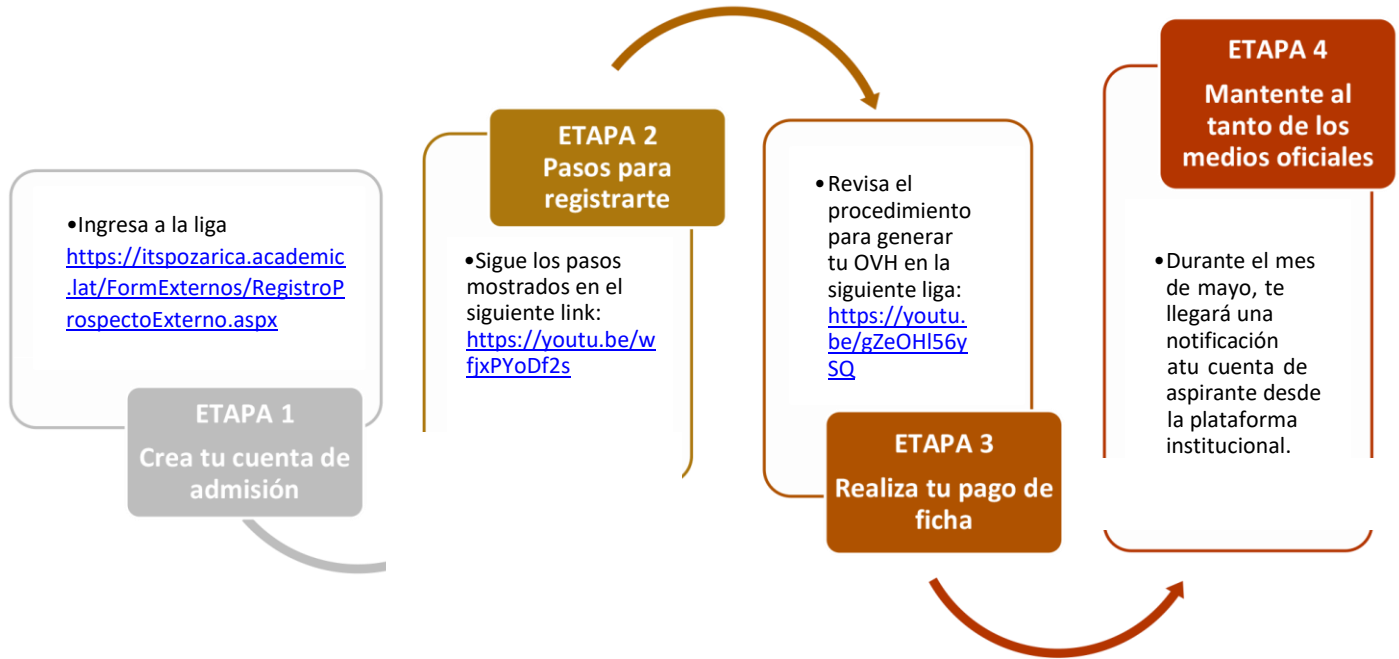 •Ingresa a la liga
https://itspozarica.academic
.lat/FormExternos/RegistroP
rospectoExterno.aspx
ETAPA 1
Crea tu cuenta de
admisión
ETAPA 2
Pasos para
registrarte
•Sigue los pasos
mostrados en el
siguiente link:
https://youtu.be/w
fjxPYoDf2s
•Revisa el
procedimiento
para generar
tu OVH en la
siguiente liga:
https://youtu.
be/gZeOHl56y
SQ
ETAPA 3
Realiza tu pago de
ficha
ETAPA 4
Mantente al
tanto de los
medios oficiales
•Durante el mes
de mayo, te
llegará una
notificación
atu cuenta de
aspirante desde
la plataforma
institucional.